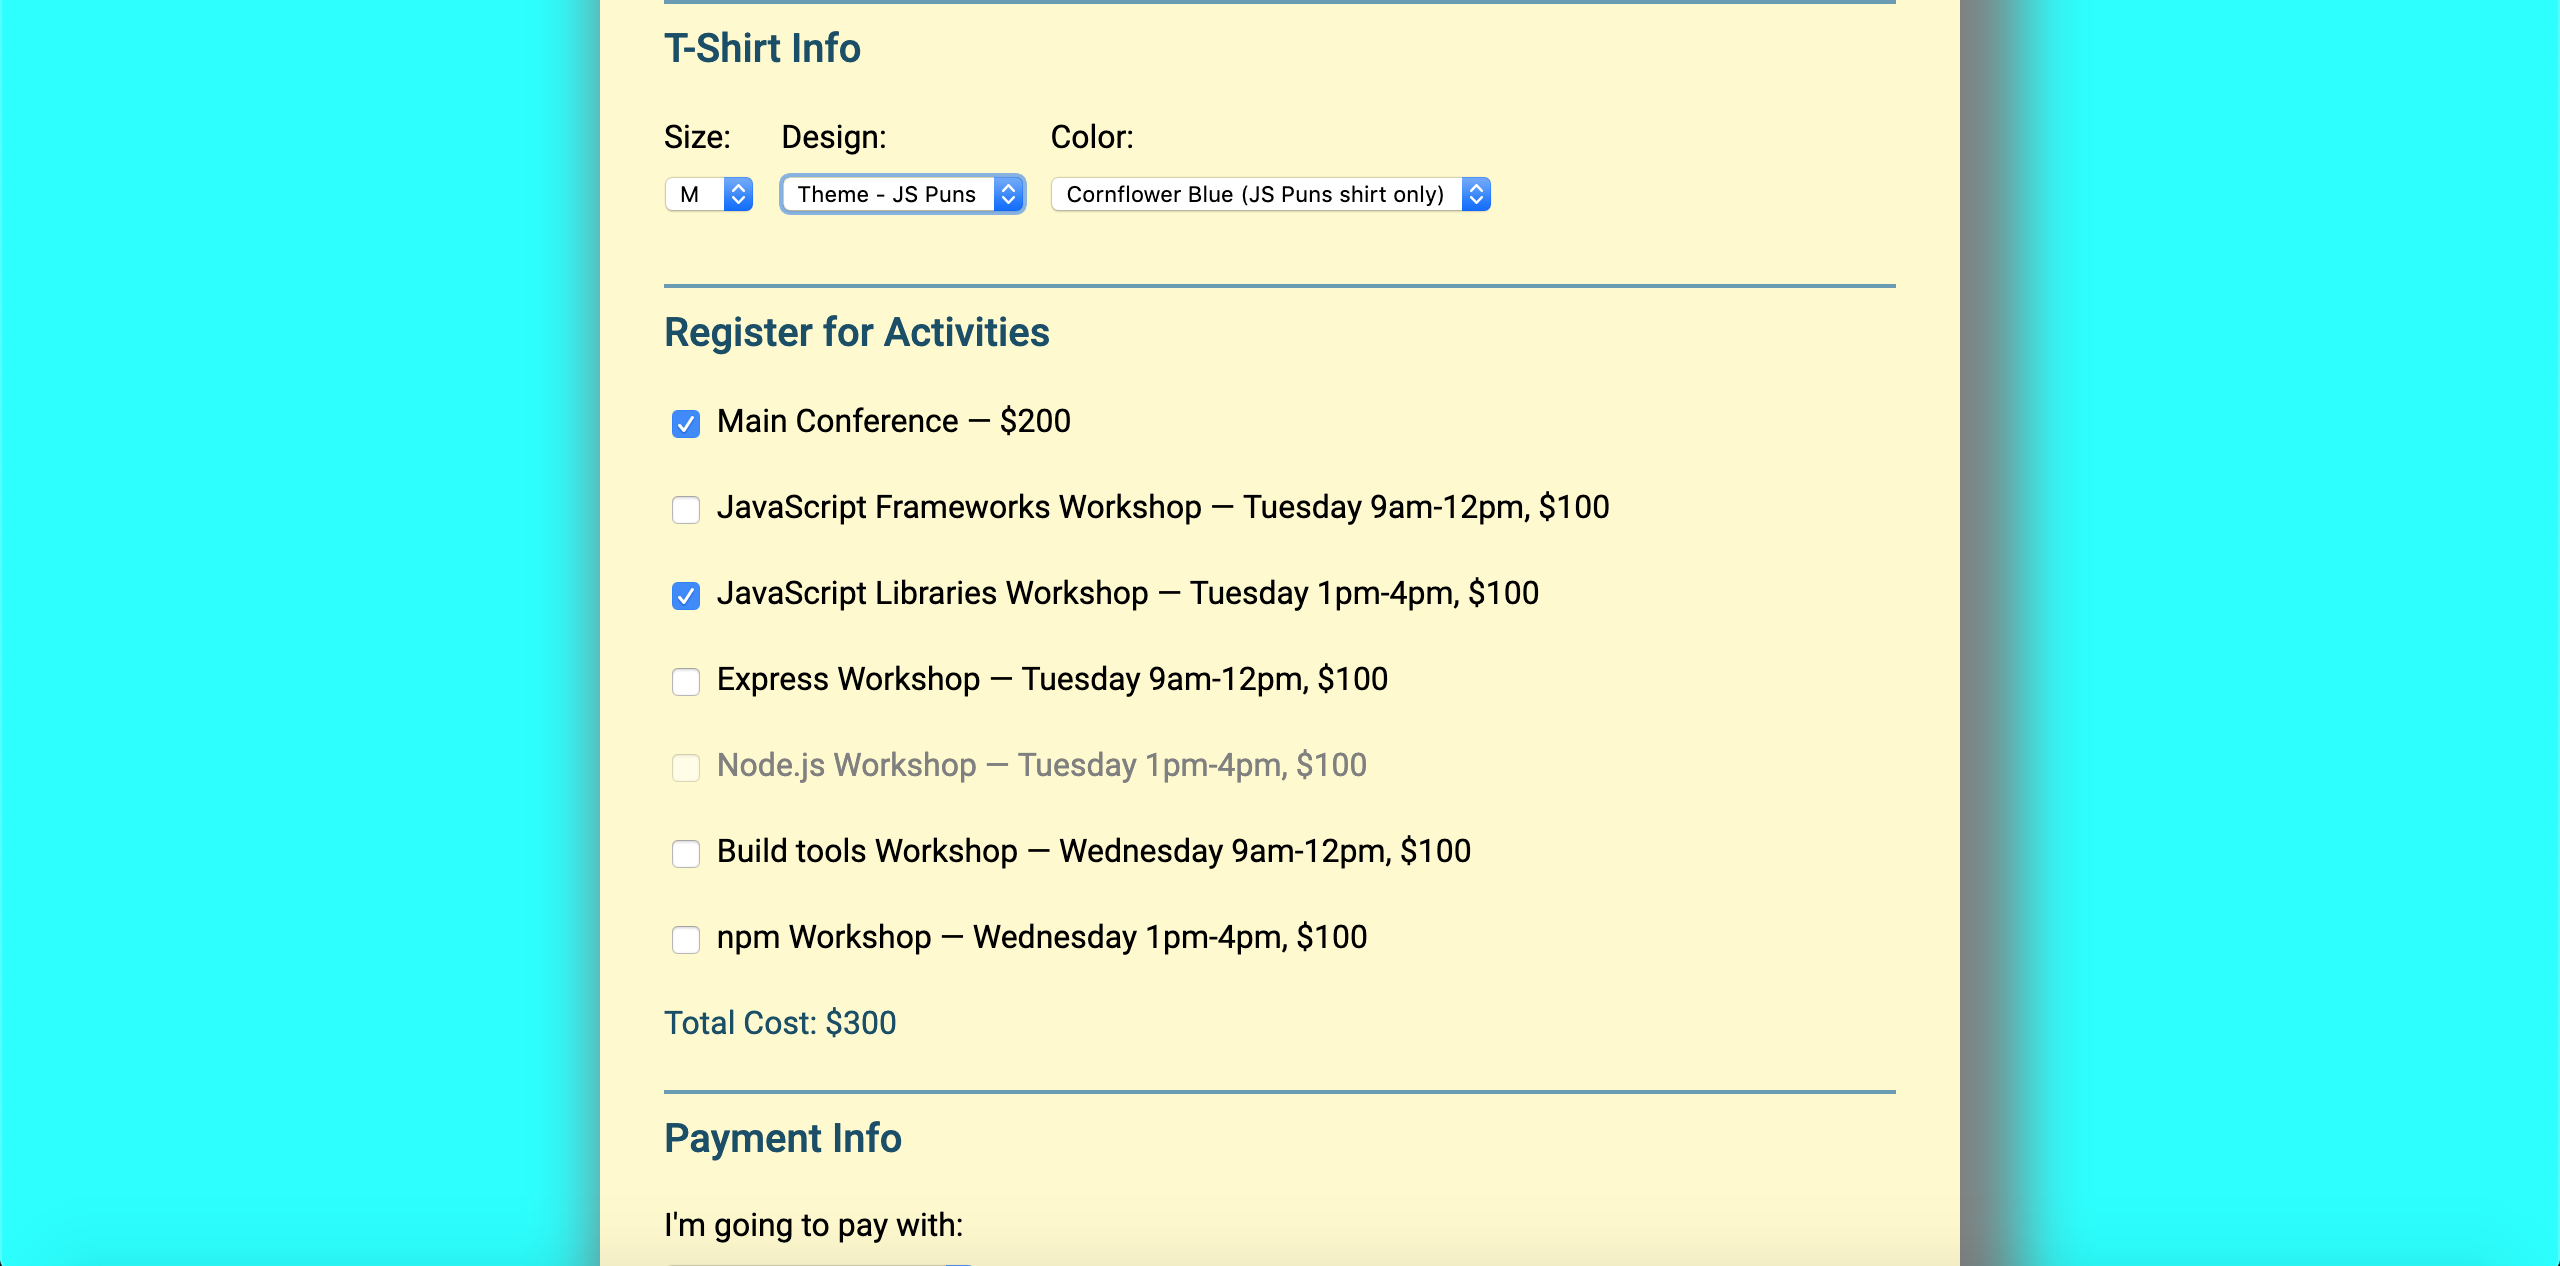 T-Shirt Info
Size: Design: Color:
M Theme - JS Puns Cornflower Blue (JS Puns shirt only)
Register for Activities
Main Conference — $200
JavaScript Frameworks Workshop — Tuesday 9am-12pm, $100
JavaScript Libraries Workshop — Tuesday 1pm-4pm, $100
Express Workshop — Tuesday 9am-12pm, $100
Node.js Workshop — Tuesday 1pm-4pm, $100
Build tools Workshop — Wednesday 9am-12pm, $100
npm Workshop — Wednesday 1pm-4pm, $100
Total Cost: $300
Payment Info
I'm going to pay with: